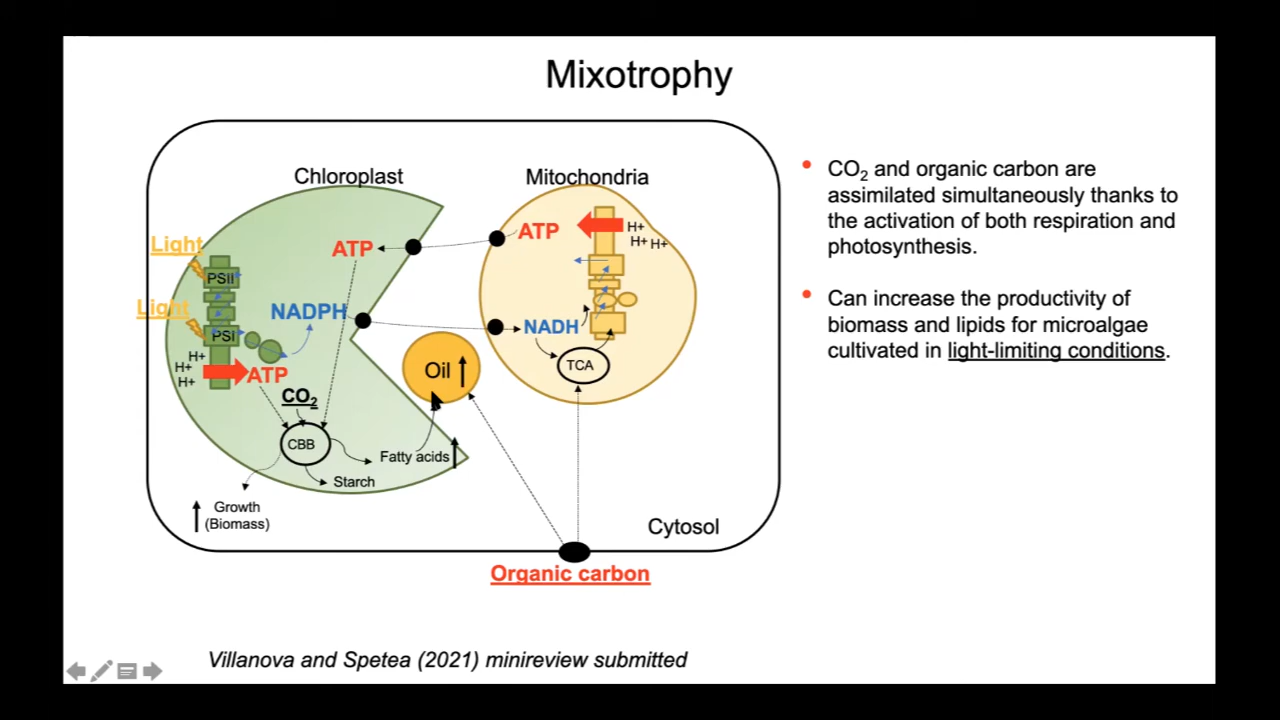 Mixotrophy
Chloroplast
Mitochondria
Light
PSII
Light
PSI
H+
H+
H+
ATP
NADPH
ATP
CO₂
CBB
Fatty acids
Starch
Growth
(Biomass)
Oil
ATP
H+
H+ H+
NADH
TCA
Cytosol
Organic carbon
• CO₂ and organic carbon are
assimilated simultaneously thanks to
the activation of both respiration and
photosynthesis.
• Can increase the productivity of
biomass and lipids for microalgae
cultivated in light-limiting conditions.
Villanova and Spetea (2021) minireview submitted